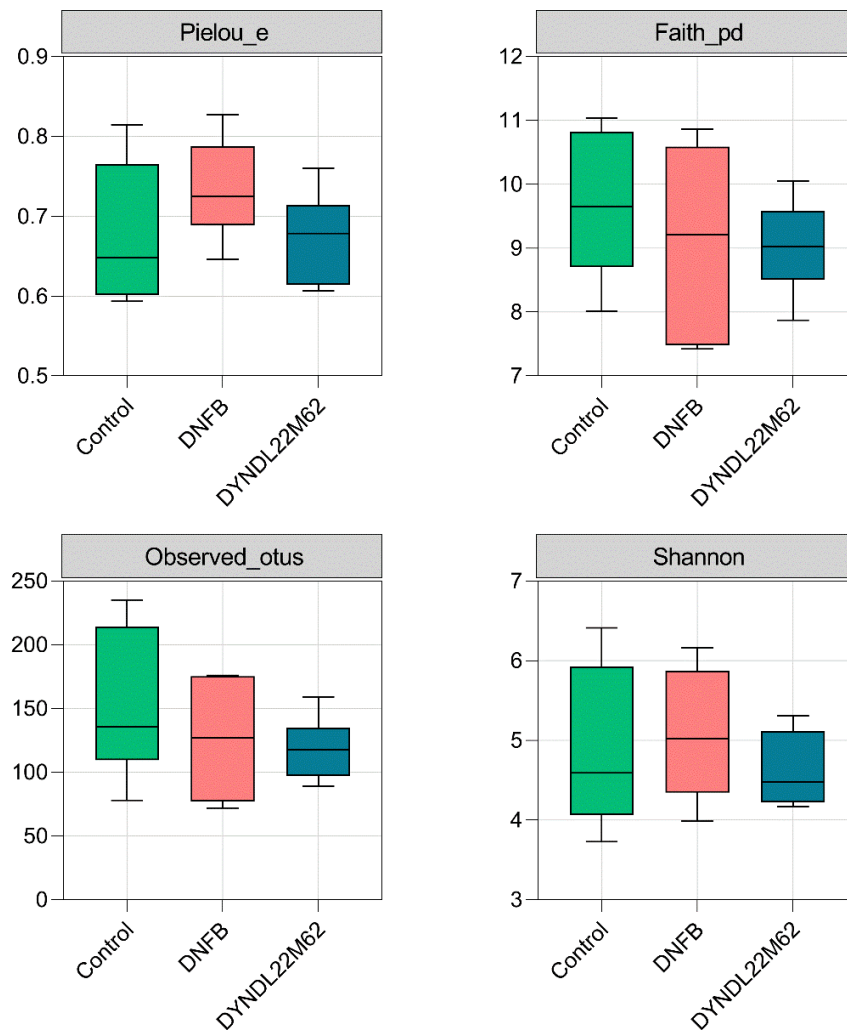 Pielou_e
0.9
0.8
0.7
0.6
0.5
Control
DNFB
DYNDL22M62
Faith_pd
12
11
10
9
8
7
Control
DNFB
DYNDL22M62
Observed_otus
250
200
150
100
50
0
Control
DNFB
DYNDL22M62
Shannon
7
6
5
4
3
Control
DNFB
DYNDL22M62